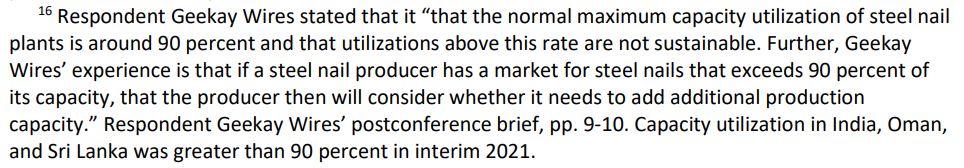 16 Respondent Geekay Wires stated that it “that the normal maximum capacity utilization of steel nail
plants is around 90 percent and that utilizations above this rate are not sustainable. Further, Geekay
Wires’ experience is that if a steel nail producer has a market for steel nails that exceeds 90 percent of
its capacity, that the producer then will consider whether it needs to add additional production
capacity.” Respondent Geekay Wires’ postconference brief, pp. 9-10. Capacity utilization in India, Oman,
and Sri Lanka was greater than 90 percent in interim 2021.